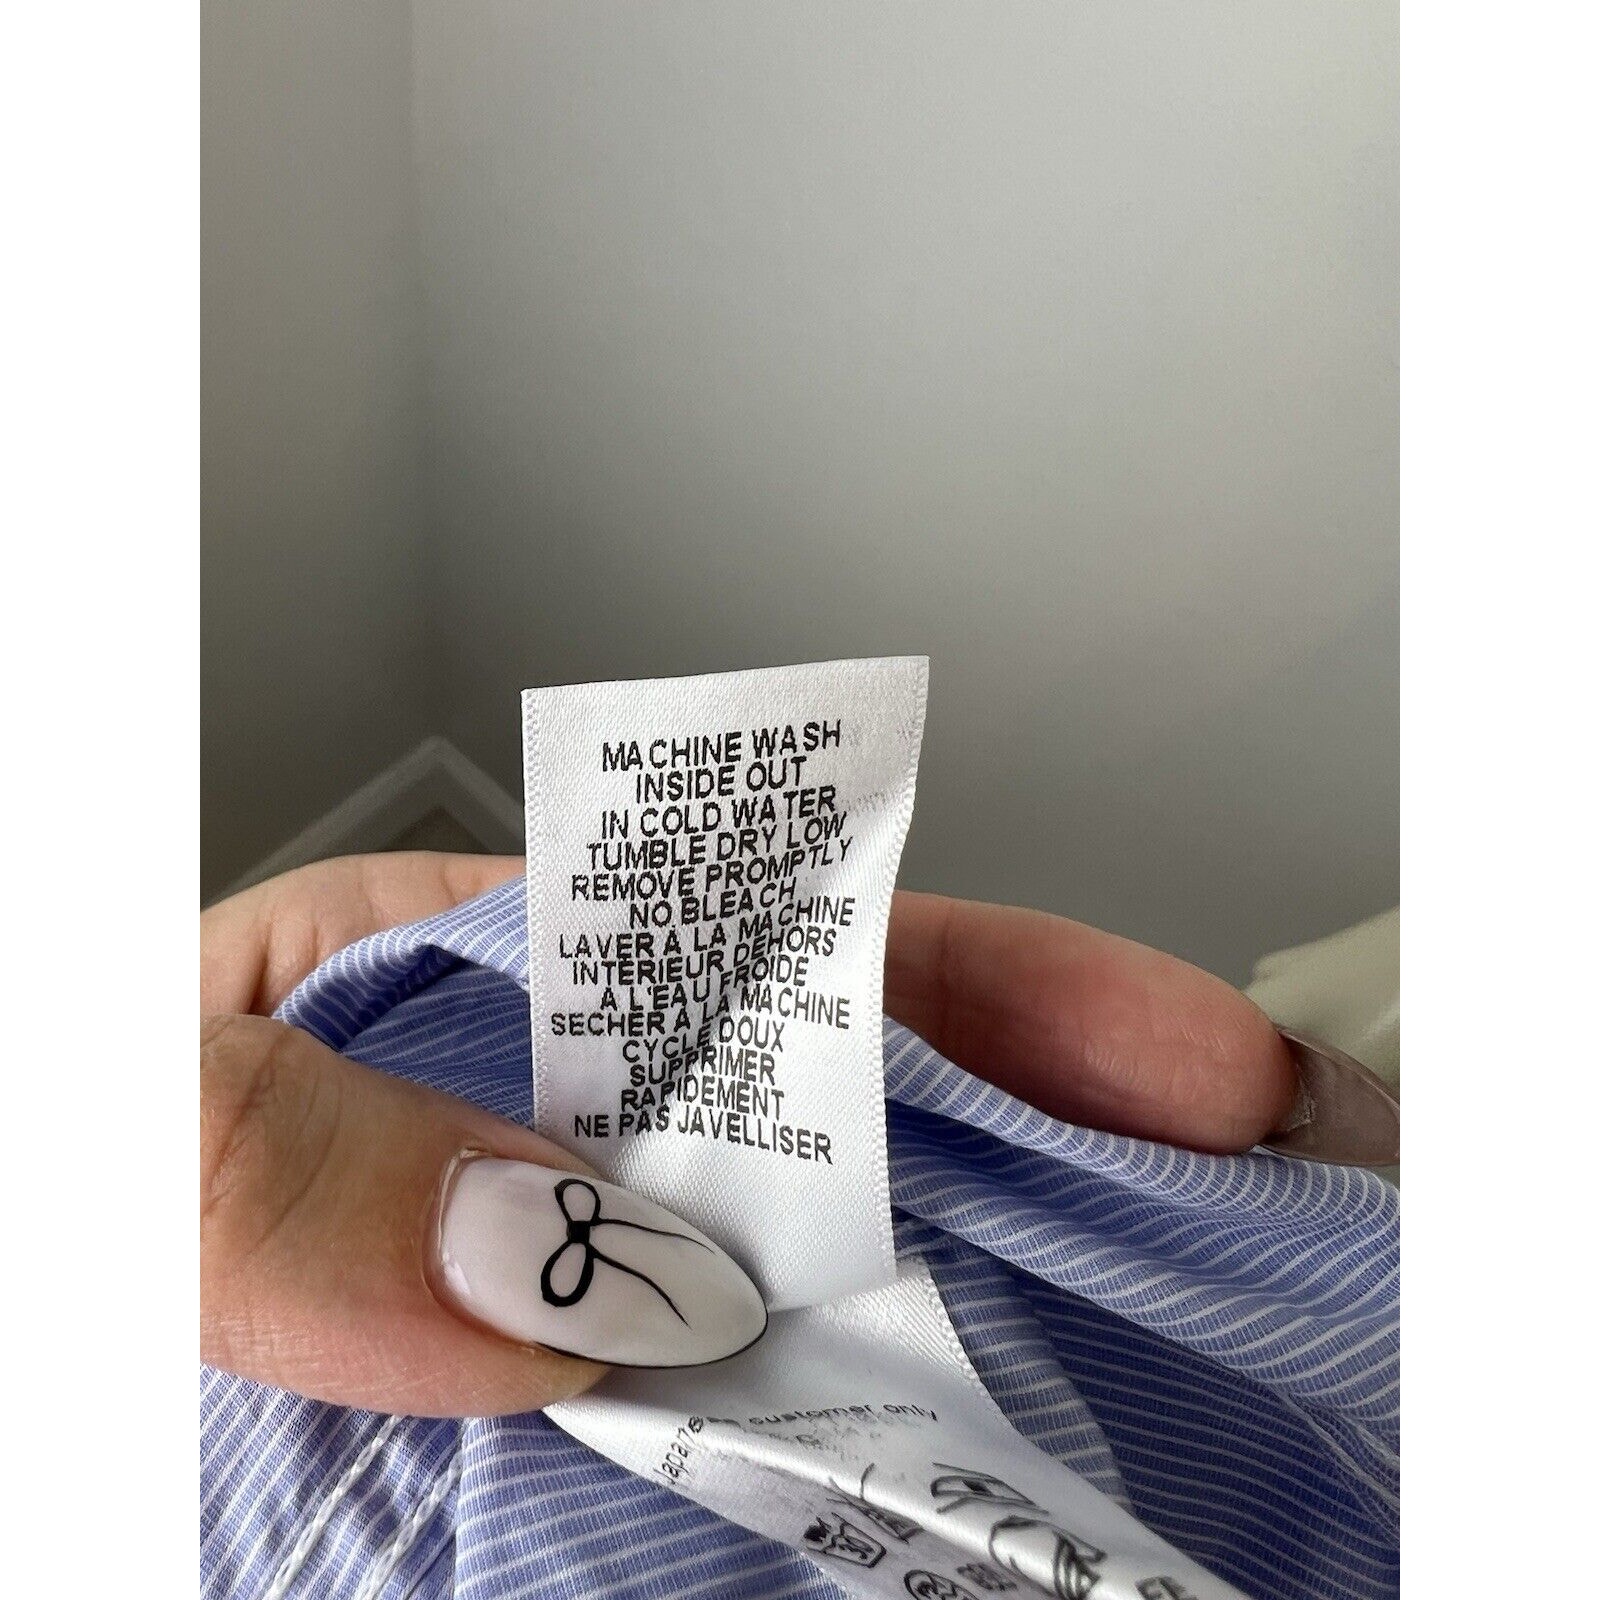 MACHINE WASH
INSIDE OUT
IN COLD WATER
TUMBLE DRY LOW
REMOVE PROMPTLY
NO BLEACH
LAVER À LA MACHINE
INTERIEUR DEHORS
A L'EAU FROIDE
SECHER A LA MACHINE
CYCLE DOUX
SUPPRIMER
RAPIDEMENT
NE PAS JAVELLISER
customer only
30